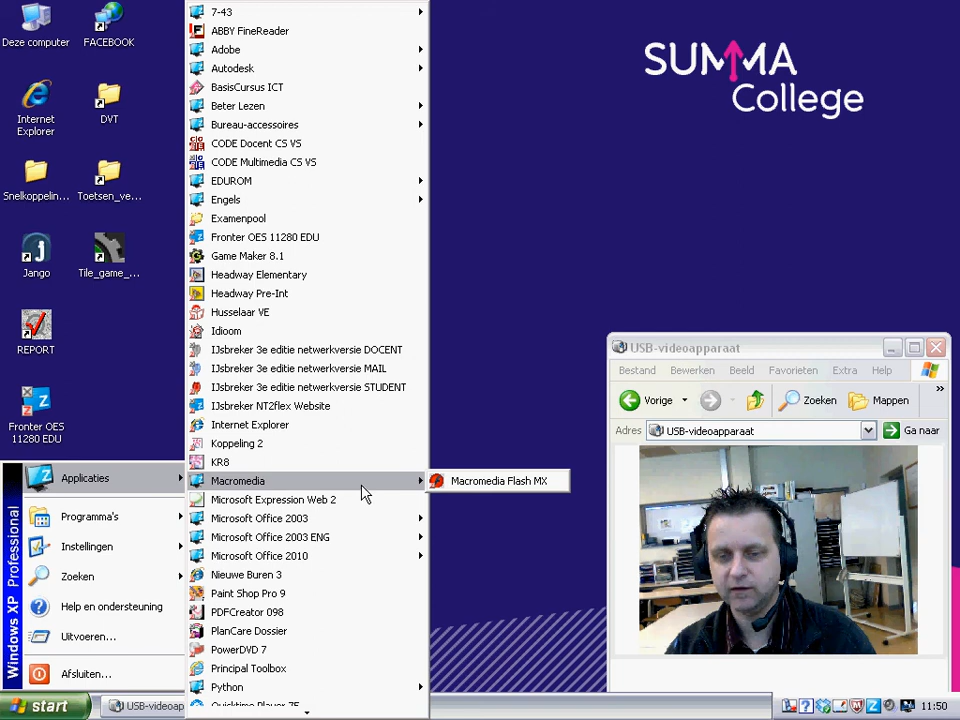 Deze computer
FACEBOOK
Internet
Explorer
DVT
Snelkoppelin...
Toetsen_ve...
Jango
Tile_game_...
REPORT
Fronter OES
11280 EDU
SUMMA
College
7-43
ABBY FineReader
Adobe
Autodesk
BasisCursus ICT
Beter Lezen
Bureau-accessoires
CODE Docent CS VS
CODE Multimedia CS VS
EDUROM
Engels
Examenpool
Fronter OES 11280 EDU
Game Maker 8.1
Headway Elementary
Headway Pre-Int
Husselaar VE
Idioom
IJsbreker 3e editie netwerkversie DOCENT
IJsbreker 3e editie netwerkversie MAIL
IJsbreker 3e editie netwerkversie STUDENT
IJsbreker NT2flex Website
Internet Explorer
Koppeling 2
KR8
Macromedia
Macromedia Flash MX
Microsoft Expression Web 2
Microsoft Office 2003
Microsoft Office 2003 ENG
Microsoft Office 2010
Nieuwe Buren 3
Paint Shop Pro 9
PDFCreator 098
PlanCare Dossier
PowerDVD 7
Principal Toolbox
Python
Quicktime Player 75
Windows XP Professional
Applicaties
Programma's
Instellingen
Zoeken
Help en ondersteuning
Uitvoeren...
Afsluiten...
USB-videoapparaat
Bestand Bewerken Beeld Favorieten Extra Help
Vorige Zoeken Mappen
Adres USB-videoapparaat Ga naar
start
USB-videoap
11:50